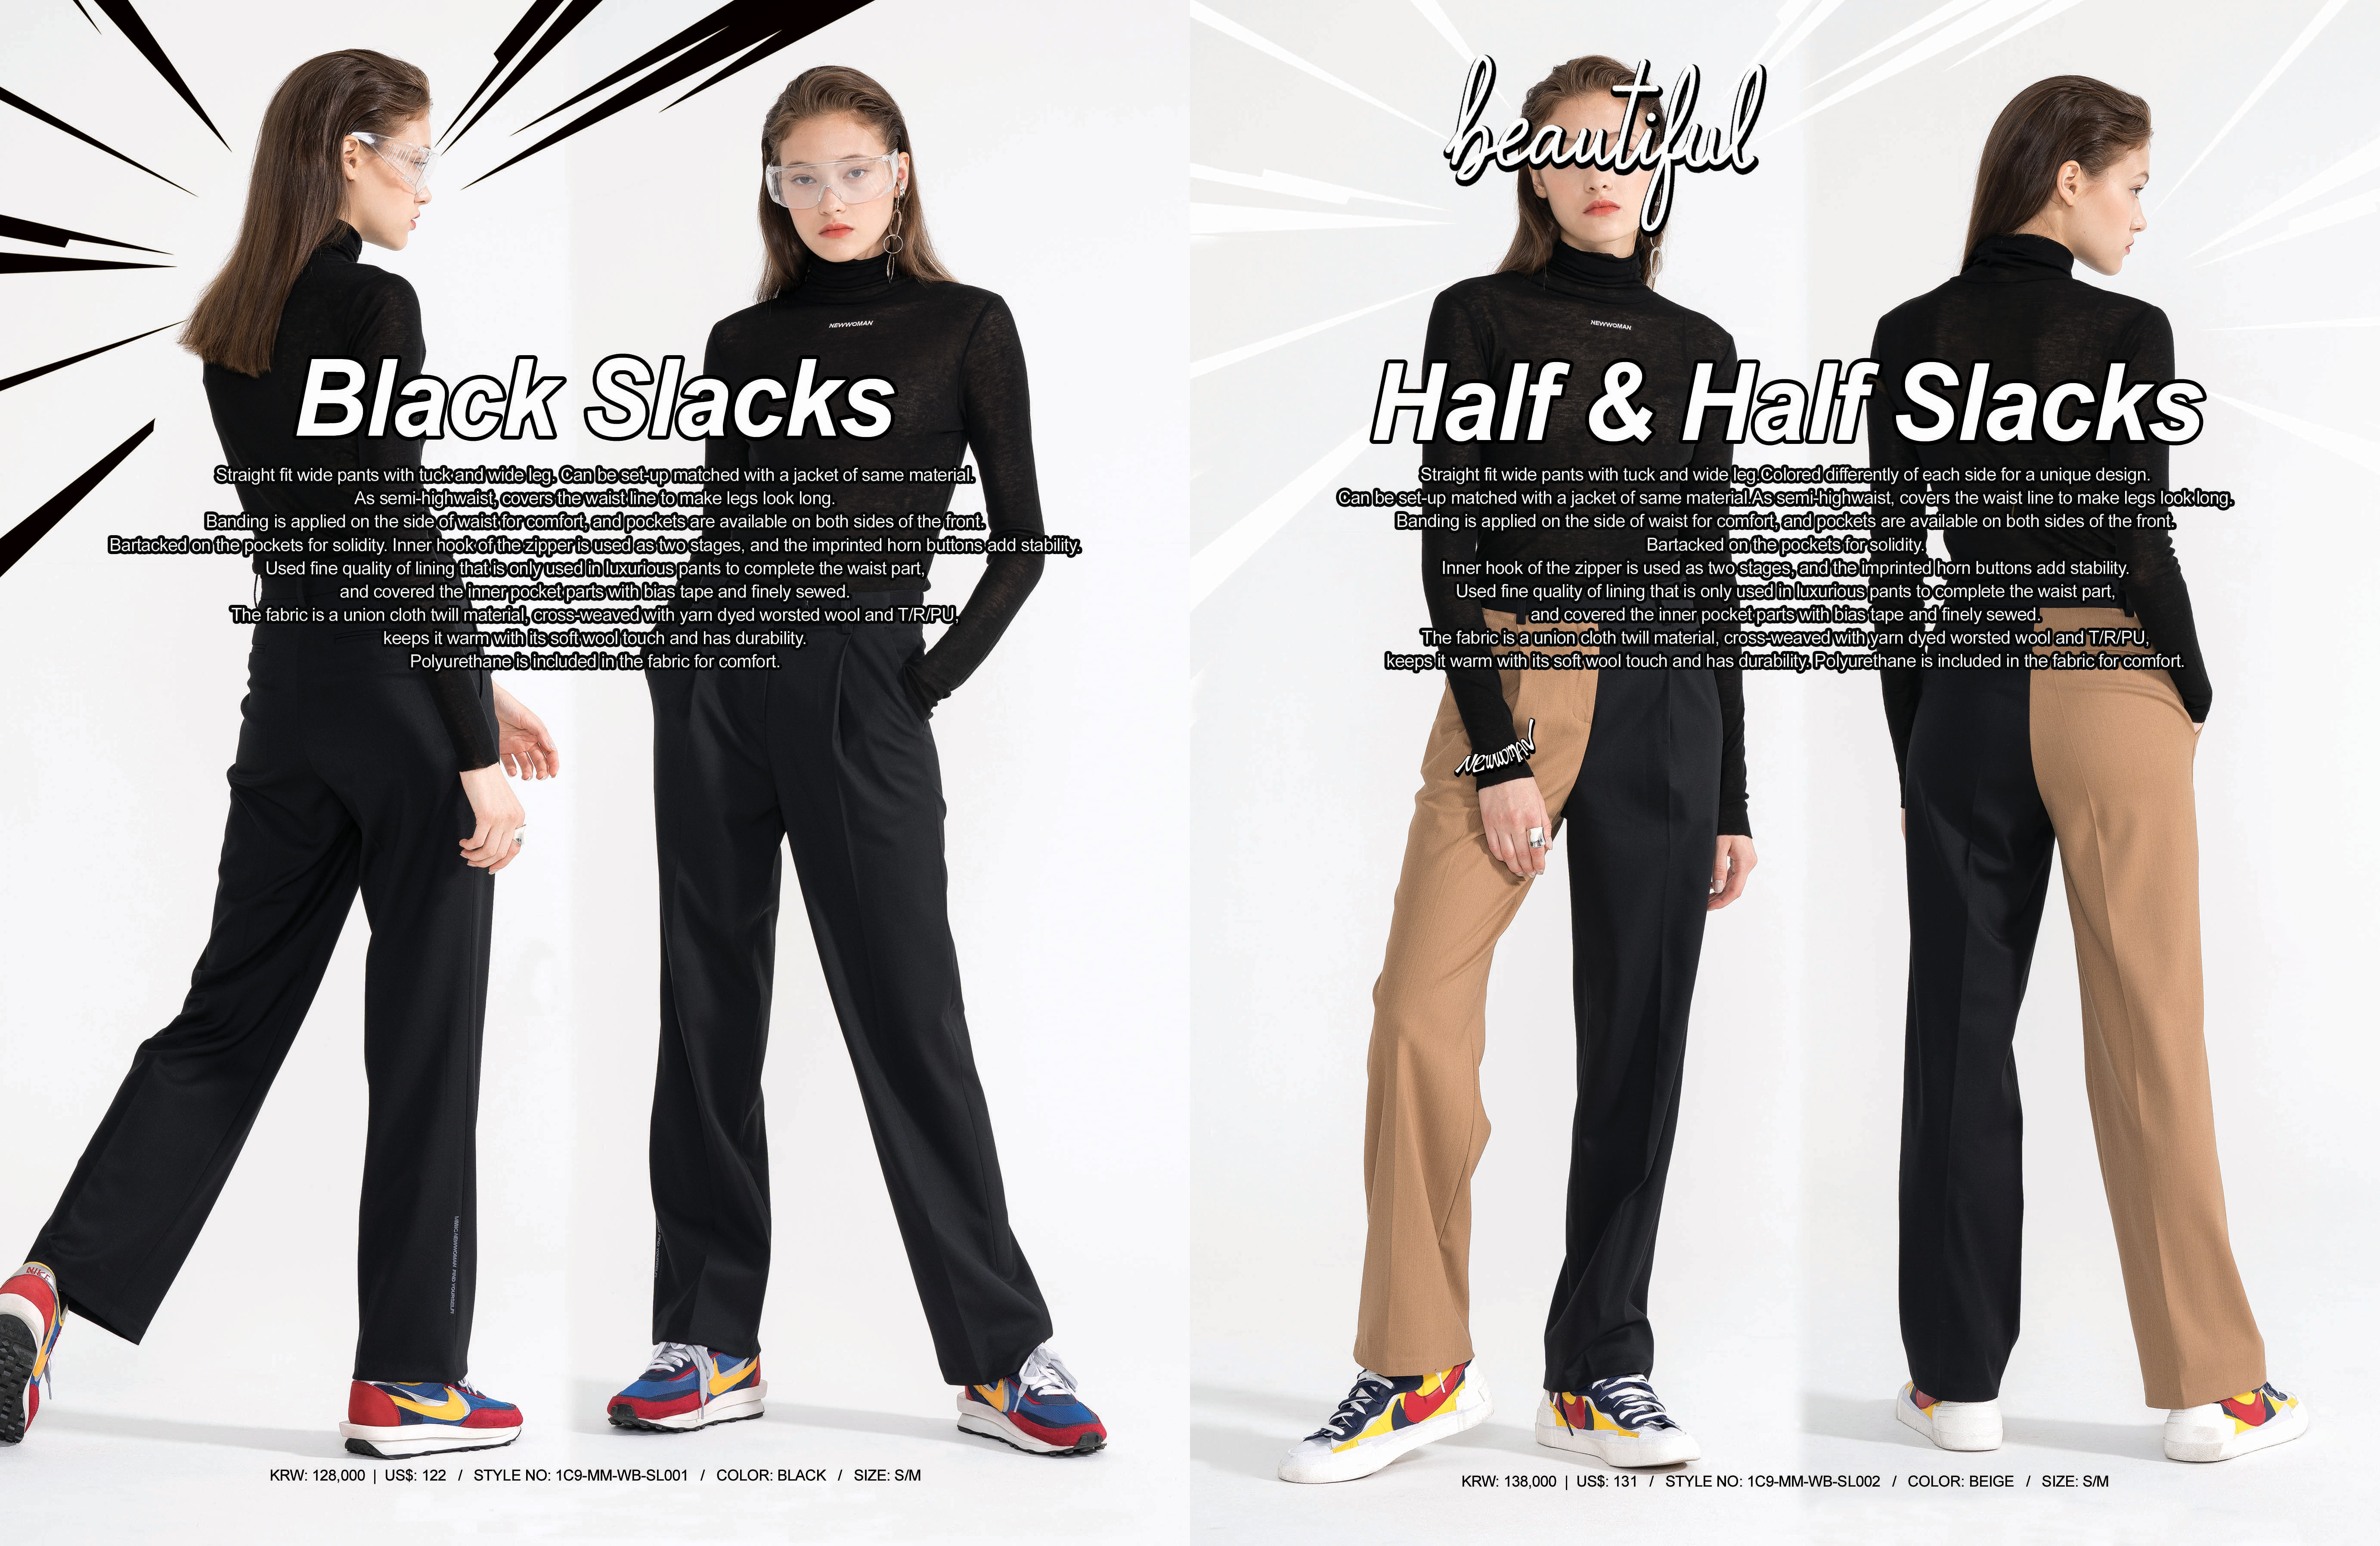 Black Slacks
Straight fit wide pants with tuck and wide leg. Can be set-up matched with a jacket of same material.
As semi-highwaist, covers the waist line to make legs look long.
Banding is applied on the side of waist for comfort, and pockets are available on both sides of the front.
Bartacked on the pockets for solidity. Inner hook of the zipper is used as two stages, and the imprinted horn buttons add stability.
Used fine quality of lining that is only used in luxurious pants to complete the waist part,
and covered the inner pocket parts with bias tape and finely sewed.
The fabric is a union cloth twill material, cross-weaved with yarn dyed worsted wool and T/R/PU,
keeps it warm with its soft wool touch and has durability.
Polyurethane is included in the fabric for comfort.
NEWWOMAN
NIKE
KRW: 128,000 | US$: 122 / STYLE NO: 1C9-MM-WB-SL001 / COLOR: BLACK / SIZE: S/M
beautiful
NEWWOMAN
Half & Half Slacks
Straight fit wide pants with tuck and wide leg.Colored differently of each side for a unique design.
Can be set-up matched with a jacket of same material.As semi-highwaist, covers the waist line to make legs look long.
Banding is applied on the side of waist for comfort, and pockets are available on both sides of the front.
Bartacked on the pockets for solidity.
Inner hook of the zipper is used as two stages, and the imprinted horn buttons add stability.
Used fine quality of lining that is only used in luxurious pants to complete the waist part,
and covered the inner pocket parts with bias tape and finely sewed.
The fabric is a union cloth twill material, cross-weaved with yarn dyed worsted wool and T/R/PU,
keeps it warm with its soft wool touch and has durability. Polyurethane is included in the fabric for comfort.
NEWWOMAN
KRW: 138,000 | US$: 131 / STYLE NO: 1C9-MM-WB-SL002 / COLOR: BEIGE / SIZE: S/M